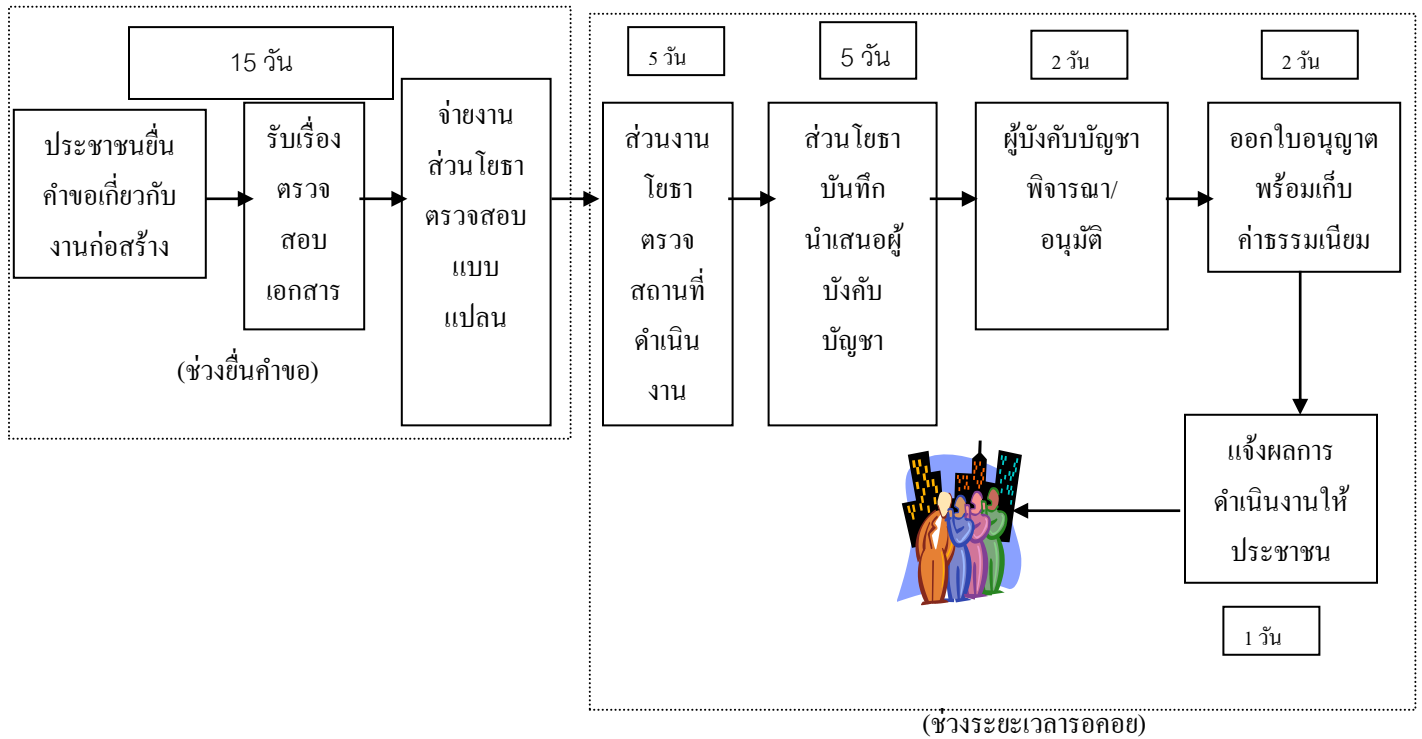 15 วัน
ประชาชนยื่น
คำขอเกี่ยวกับ
งานก่อสร้าง
รับเรื่อง
ตรวจ
สอบ
เอกสาร
จ่ายงาน
ส่วนโยธา
ตรวจสอบ
แบบ
แปลน
(ช่วงยื่นคำขอ)
5 วัน
ส่วนงาน
โยธา
ตรวจ
สถานที่
ดำเนิน
งาน
5 วัน
ส่วนโยธา
บันทึก
นำเสนอผู้
บังคับ
บัญชา
2 วัน
ผู้บังคับบัญชา
พิจารณา/
อนุมัติ
2 วัน
ออกใบอนุญาต
พร้อมเก็บ
ค่าธรรมเนียม
แจ้งผลการ
ดำเนินงานให้
ประชาชน
1 วัน
(ช่วงระยะเวลารอคอย)